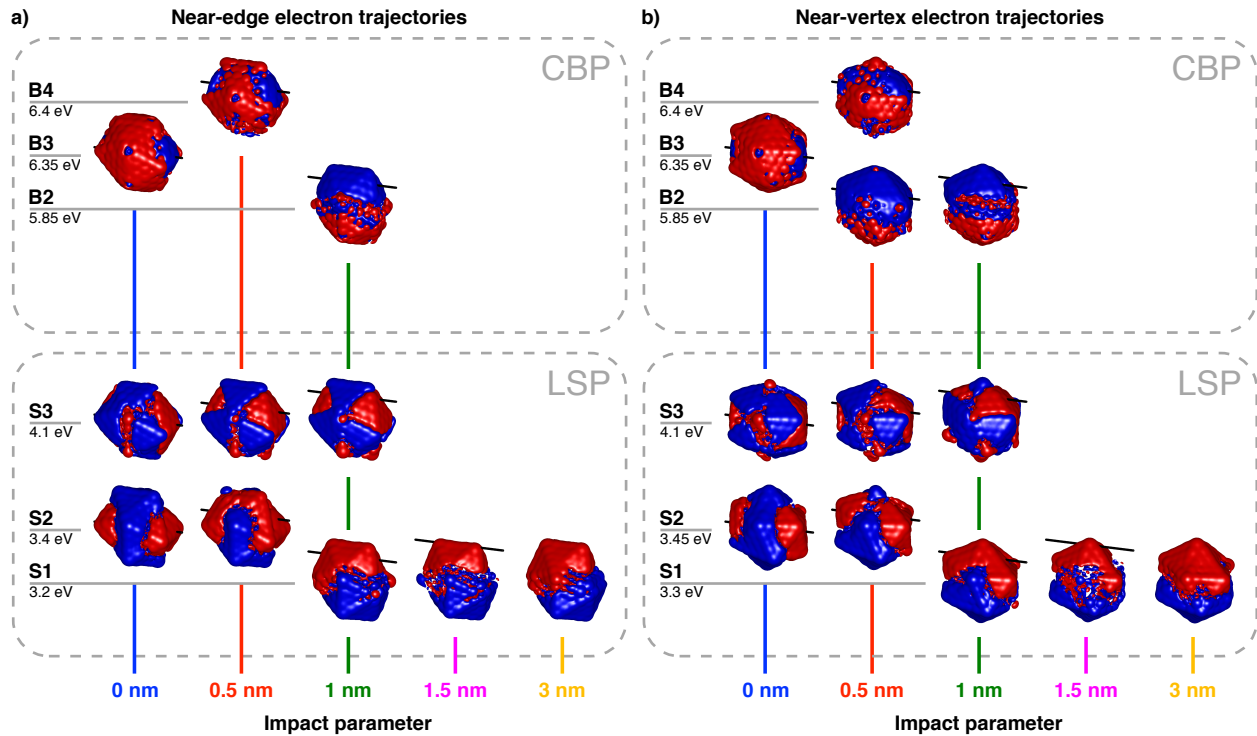 a)
Near-edge electron trajectories
CBP
B4
6.4 eV
B3
6.35 eV
B2
5.85 eV
LSP
S3
4.1 eV
S2
3.4 eV
S1
3.2 eV
0 nm
0.5 nm
1 nm
1.5 nm
3 nm
Impact parameter
b)
Near-vertex electron trajectories
CBP
B4
6.4 eV
B3
6.35 eV
B2
5.85 eV
LSP
S3
4.1 eV
S2
3.45 eV
S1
3.3 eV
0 nm
0.5 nm
1 nm
1.5 nm
3 nm
Impact parameter